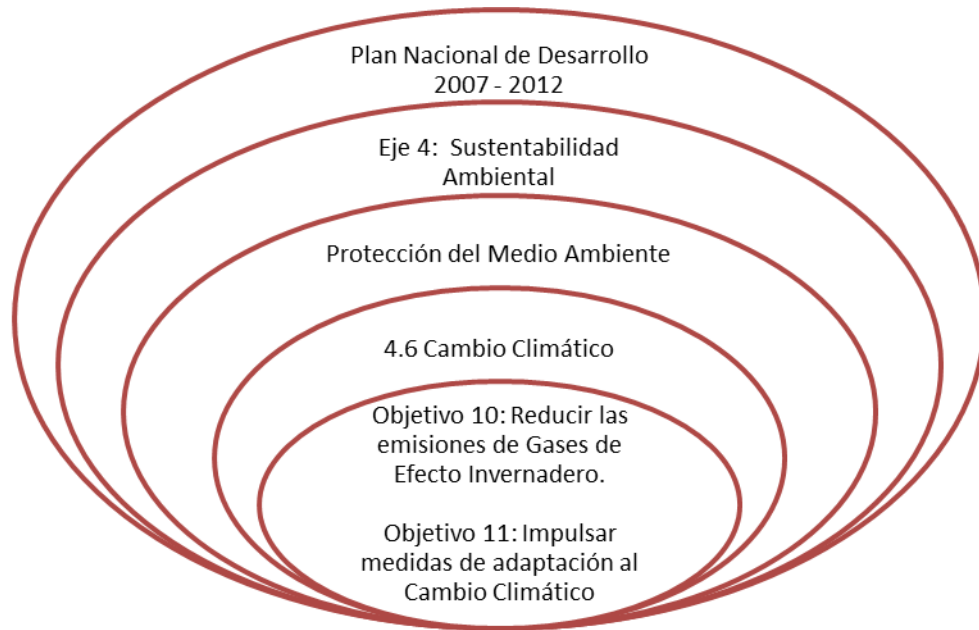 Plan Nacional de Desarrollo
2007 - 2012
Eje 4: Sustentabilidad
Ambiental
Protección del Medio Ambiente
4.6 Cambio Climático
Objetivo 10: Reducir las
emisiones de Gases de
Efecto Invernadero.
Objetivo 11: Impulsar
medidas de adaptación al
Cambio Climático